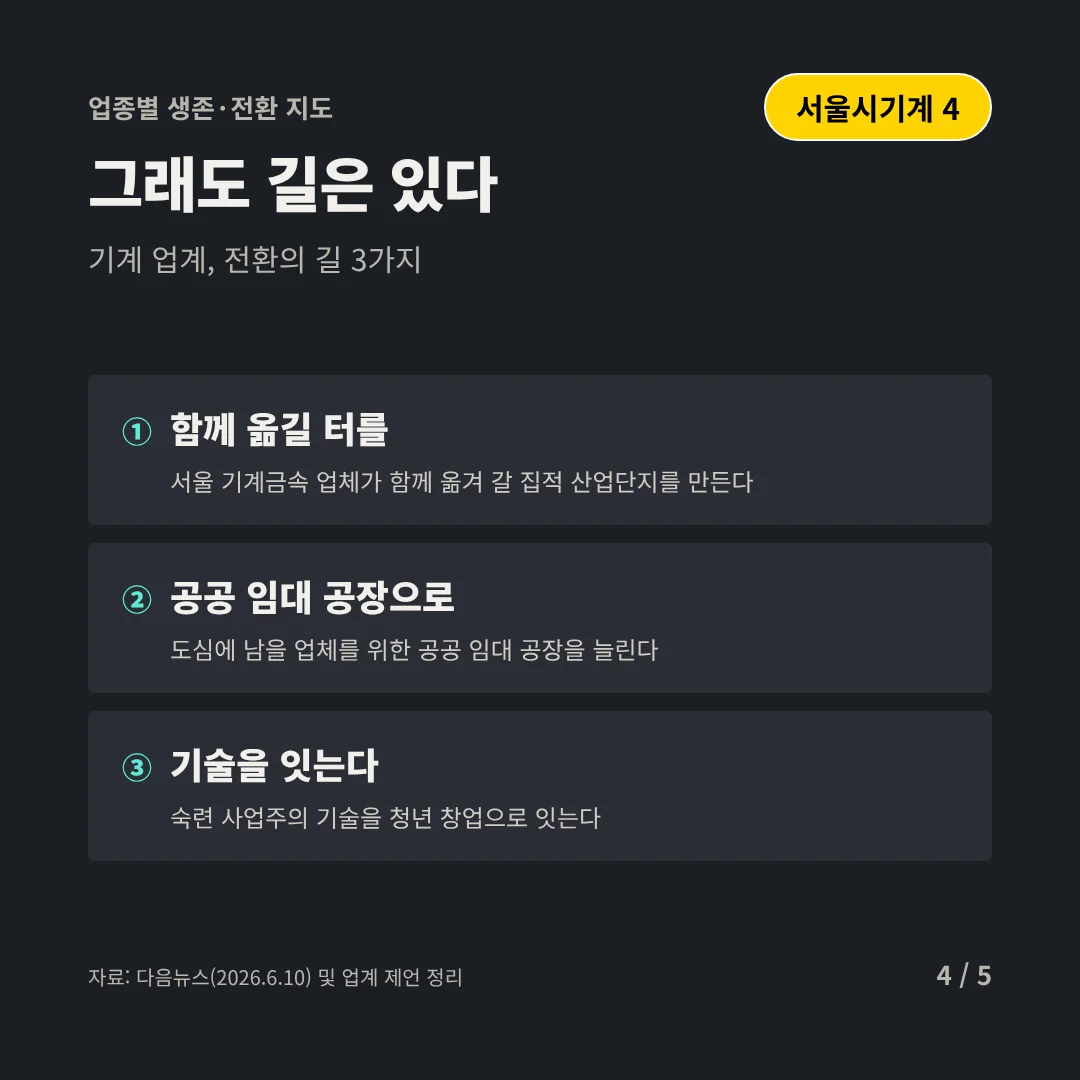 업종별 생존·전환 지도
서울시기계 4
그래도 길은 있다
기계 업계, 전환의 길 3가지
① 함께 옮길 터를
서울 기계금속 업체가 함께 옮겨 갈 집적 산업단지를 만든다
② 공공 임대 공장으로
도심에 남을 업체를 위한 공공 임대 공장을 늘린다
③ 기술을 잇는다
숙련 사업주의 기술을 청년 창업으로 잇는다
자료: 다음뉴스(2026.6.10) 및 업계 제언 정리
4 / 5